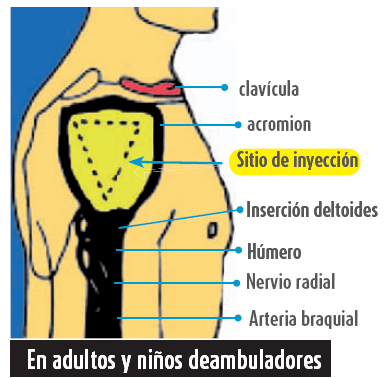 clavícula
acromion
Sitio de inyección
Inserción deltoides
Húmero
Nervio radial
Arteria braquial
En adultos y niños deambuladores